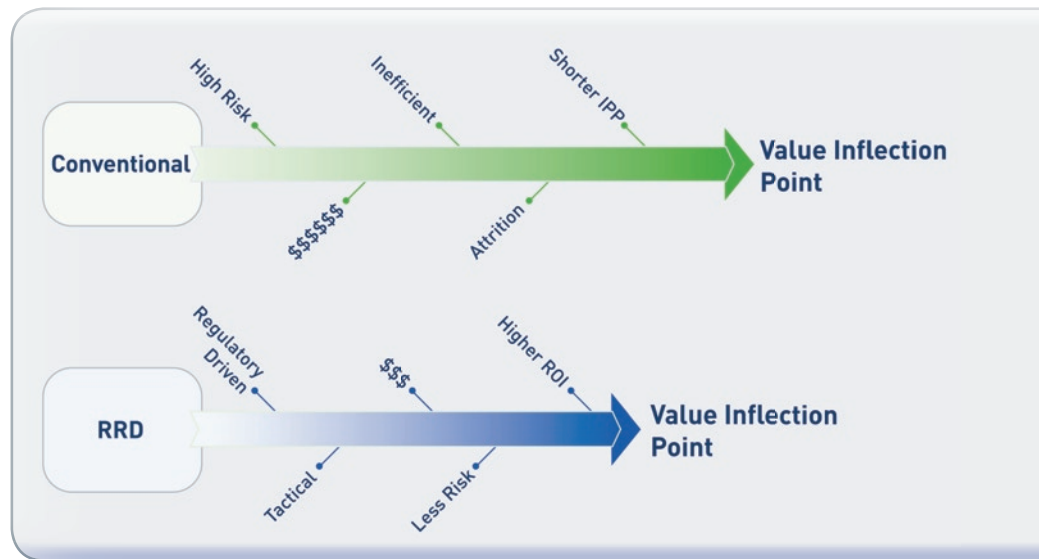 High Risk
Inefficient
Shorter IPP
Conventional
Value Inflection
Point
$$$$$$
Attrition
Regulatory
Driven
$$$
Higher ROI
RRD
Value Inflection
Point
Tactical
Less Risk